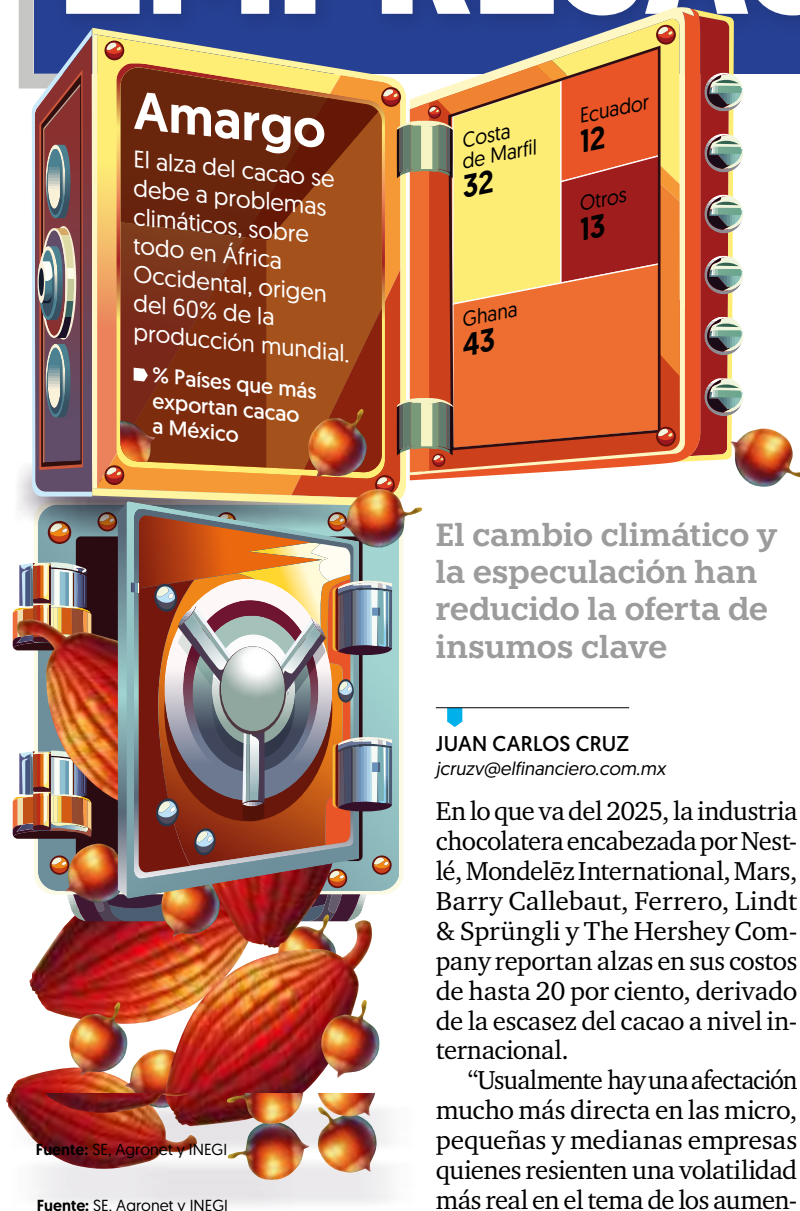 Amargo
El alza del cacao se
debe a problemas
climáticos, sobre
todo en África
Occidental, origen
del 60% de la
producción mundial.
% Países que más
exportan cacao
a México
Costa
de Marfil
32
Ecuador
12
Otros
13
Ghana
43
El cambio climático y
la especulación han
reducido la oferta de
insumos clave
JUAN CARLOS CRUZ
jcruzv@elfinanciero.com.mx
En lo que va del 2025, la industria
chocolatera encabezada por Nest-
lé, Mondelēz International, Mars,
Barry Callebaut, Ferrero, Lindt
& Sprüngli y The Hershey Com-
pany reportan alzas en sus costos
de hasta 20 por ciento, derivado
de la escasez del cacao a nivel in-
ternacional.
“Usualmente hay una afectación
mucho más directa en las micro,
pequeñas y medianas empresas
quienes resienten una volatilidad
más real en el tema de los aumen-
Fuente: SE, Agronet y INEGI
Fuente: SE, Agronet y INEGI